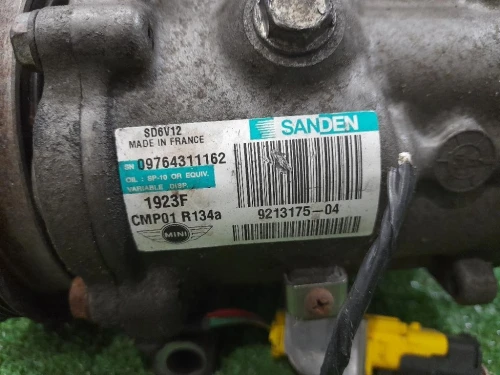 SD6V12
MADE IN FRANCE
SANDEN
SN 09764311162
OIL : SP-10 OR EQUIV.
VARIABLE DISP.
1923F
CMP01 R134a
9213175-04
MINI